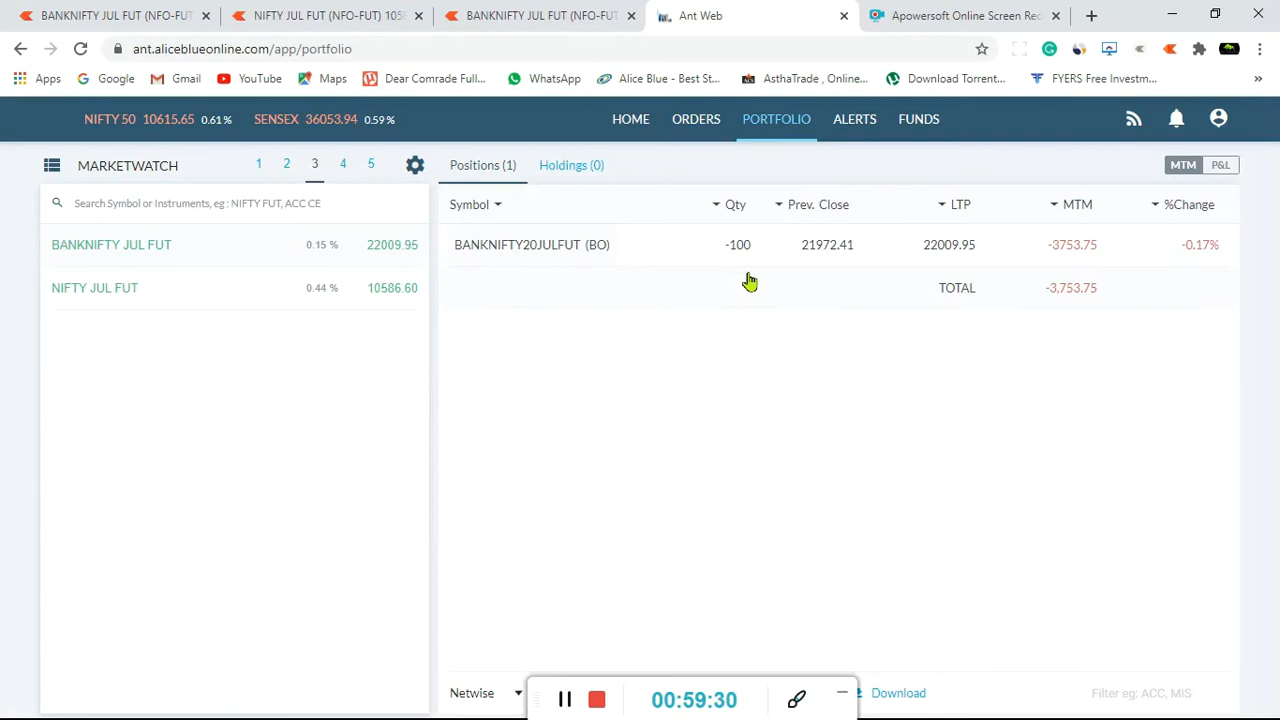 BANKNIFTY JUL FUT (NFO-FUT
NIFTY JUL FUT (NFO-FUT) 1058
BANKNIFTY JUL FUT (NFO-FUT
Ant Web
Apowersoft Online Screen Rec
ant.aliceblueonline.com/app/portfolio
Apps
Google
Gmail
YouTube
Maps
Dear Comrade Full...
WhatsApp
Alice Blue - Best St...
AsthaTrade , Online...
Download Torrent...
FYERS Free Investm...
NIFTY 50 10615.65 0.61 %
SENSEX 36053.94 0.59 %
HOME
ORDERS
PORTFOLIO
ALERTS
FUNDS
MARKETWATCH
1 2 3 4 5
Positions (1)
Holdings (0)
MTM P&L
Search Symbol or Instruments, eg : NIFTY FUT, ACC CE
Symbol Qty Prev. Close LTP MTM %Change
BANKNIFTY JUL FUT 0.15 % 22009.95
BANKNIFTY20JULFUT (BO) -100 21972.41 22009.95 -3753.75 -0.17%
NIFTY JUL FUT 0.44 % 10586.60
TOTAL -3,753.75
Netwise
00:59:30
Download
Filter eg: ACC, MIS